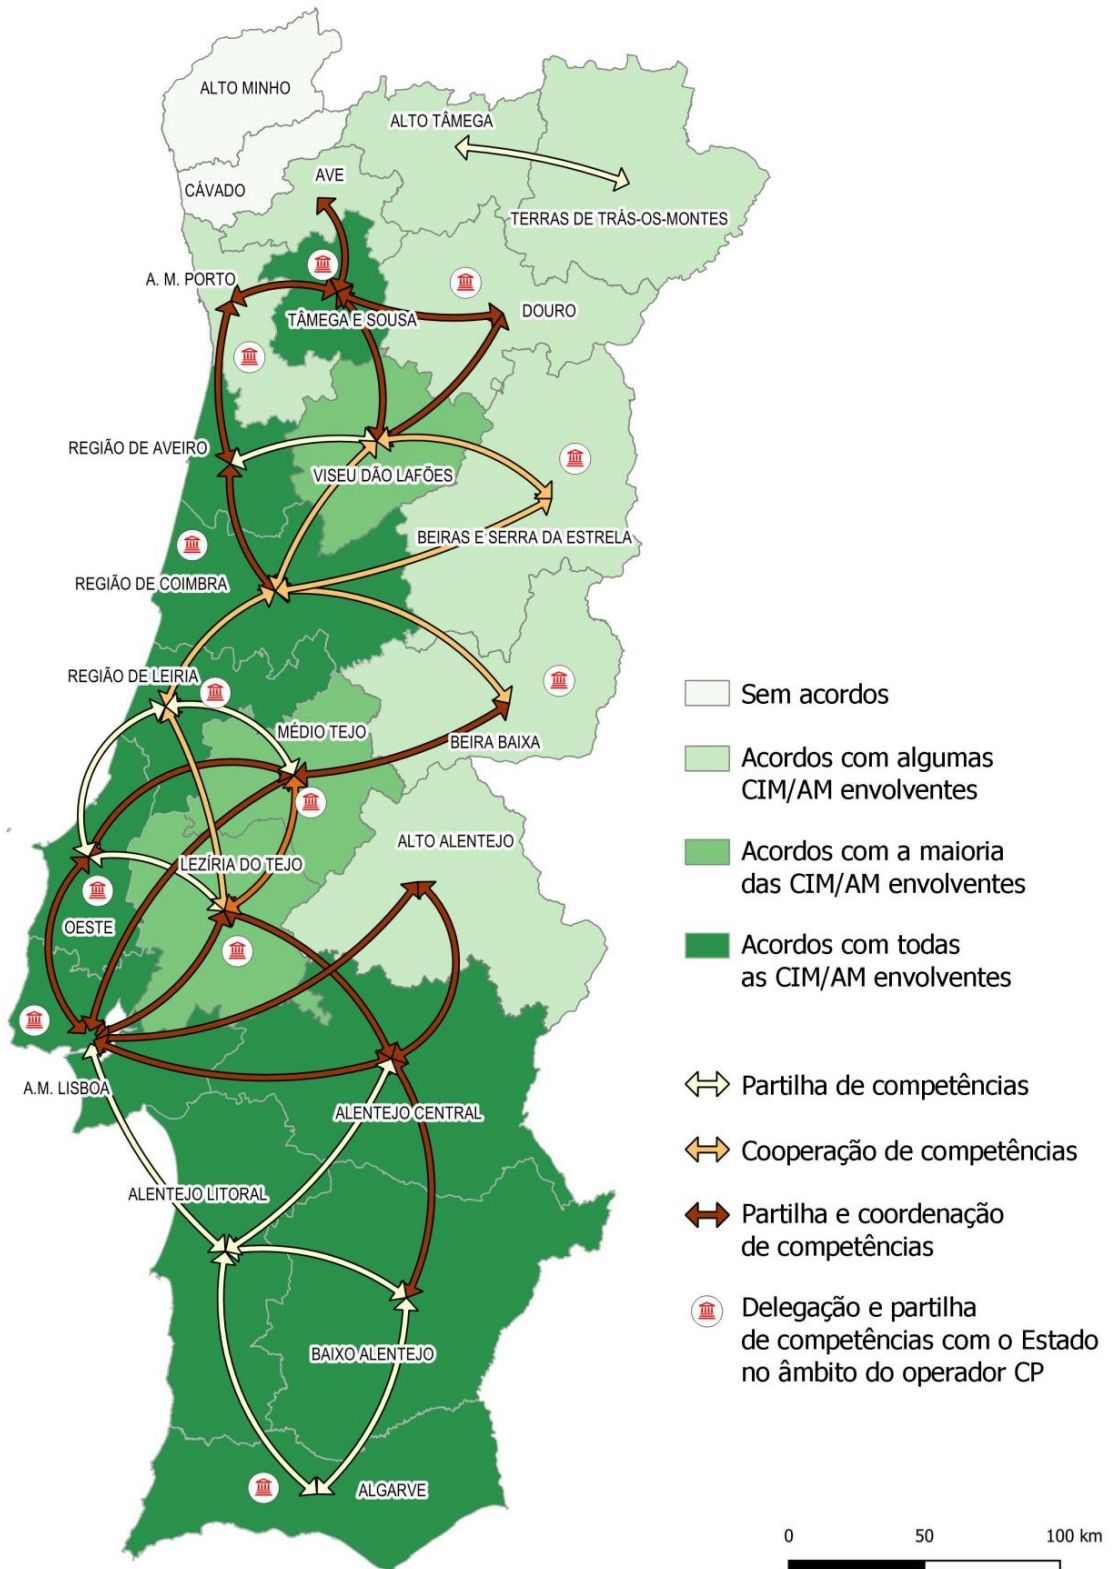 ALTO MINHO
ALTO TÂMEGA
AVE
CÁVADO
TERRAS DE TRÁS-OS-MONTES
A. M. PORTO
DOURO
TÂMEGA E SOUSA
REGIÃO DE AVEIRO
VISEU DÃO LAFÕES
BEIRAS E SERRA DA ESTRELA
REGIÃO DE COIMBRA
REGIÃO DE LEIRIA
MÉDIO TEJO
BEIRA BAIXA
ALTO ALENTEJO
LEZÍRIA DO TEJO
OESTE
A.M. LISBOA
ALENTEJO CENTRAL
ALENTEJO LITORAL
BAIXO ALENTEJO
ALGARVE
Sem acordos
Acordos com algumas
CIM/AM envolventes
Acordos com a maioria
das CIM/AM envolventes
Acordos com todas
as CIM/AM envolventes
Partilha de competências
Cooperação de competências
Partilha e coordenação
de competências
Delegação e partilha
de competências com o Estado
no âmbito do operador CP
0 50 100 km